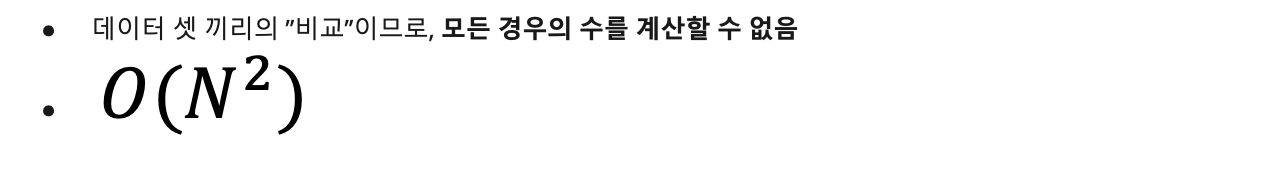 • 데이터 셋 끼리의 ”비교”이므로, 모든 경우의 수를 계산할 수 없음
• O(N²)